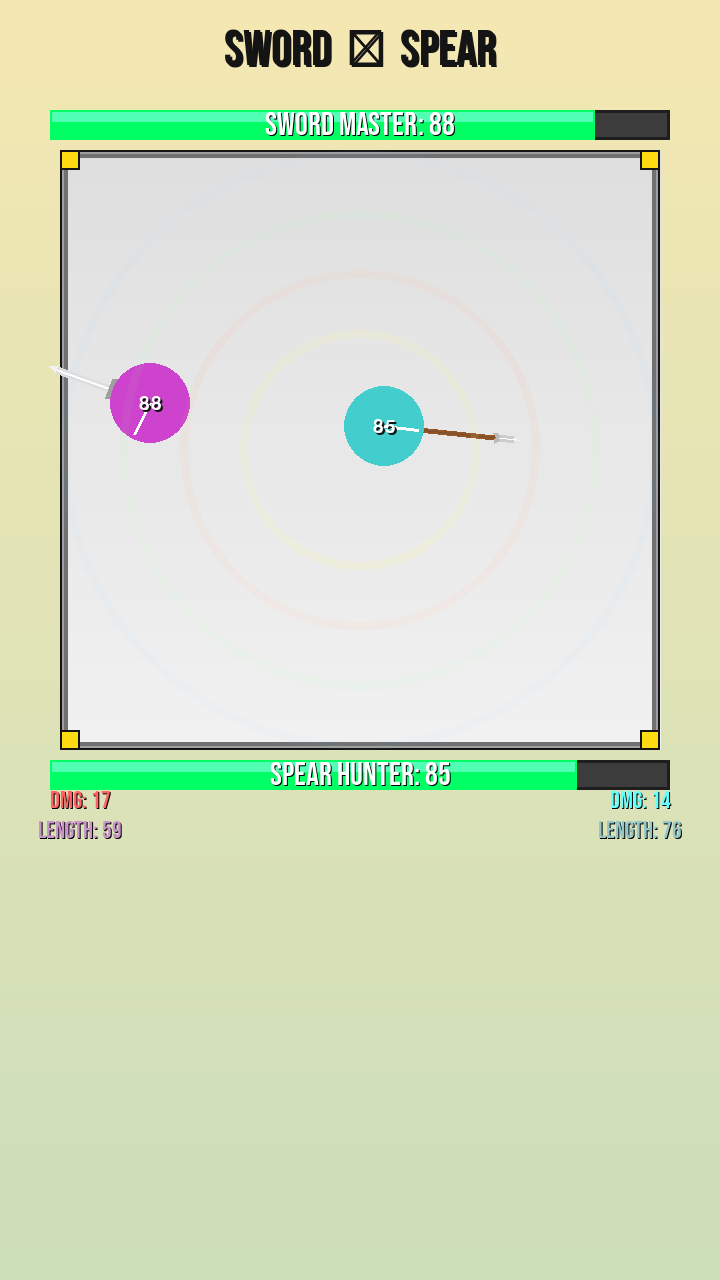 SWORD SPEAR
SWORD MASTER: 88
88
85
SPEAR HUNTER: 85
DMG: 17
DMG: 14
LENGTH: 59
LENGTH: 76